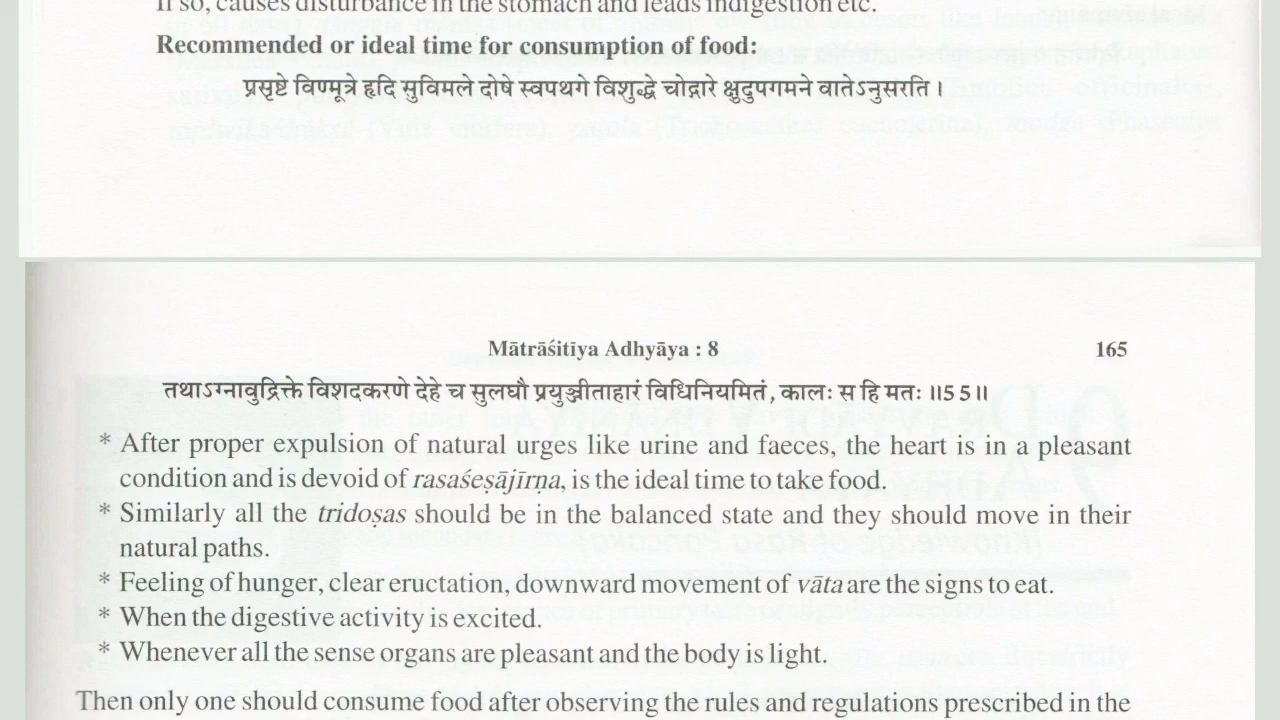 If so, causes disturbance in the stomach and leads indigestion etc.
Recommended or ideal time for consumption of food:
प्रसृष्टे विण्मूत्रे हृदि सुविमले दोषे स्वपथगे विशुद्धे चोद्गारे क्षुदुपगमने वातेऽनुसरति ।
Mātrāśitīya Adhyāya : 8 165
तथाऽग्नावुद्रिक्ते विशदकरणे देहे च सुलघौ प्रयुञ्जीताहारं विधिनियमितं, कालः स हि मतः ॥55॥
* After proper expulsion of natural urges like urine and faeces, the heart is in a pleasant
condition and is devoid of rasaśeṣājīrṇa, is the ideal time to take food.
* Similarly all the tridoṣas should be in the balanced state and they should move in their
natural paths.
* Feeling of hunger, clear eructation, downward movement of vāta are the signs to eat.
* When the digestive activity is excited.
* Whenever all the sense organs are pleasant and the body is light.
Then only one should consume food after observing the rules and regulations prescribed in the